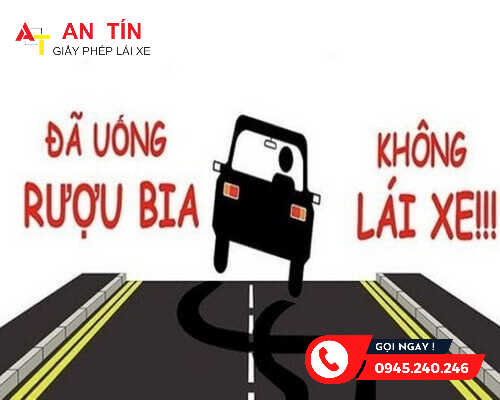 AN TÍN
GIẤY PHÉP LÁI XE
ĐÃ UỐNG
RƯỢU BIA
KHÔNG
LÁI XE!!!
GỌI NGAY !
0945.240.246